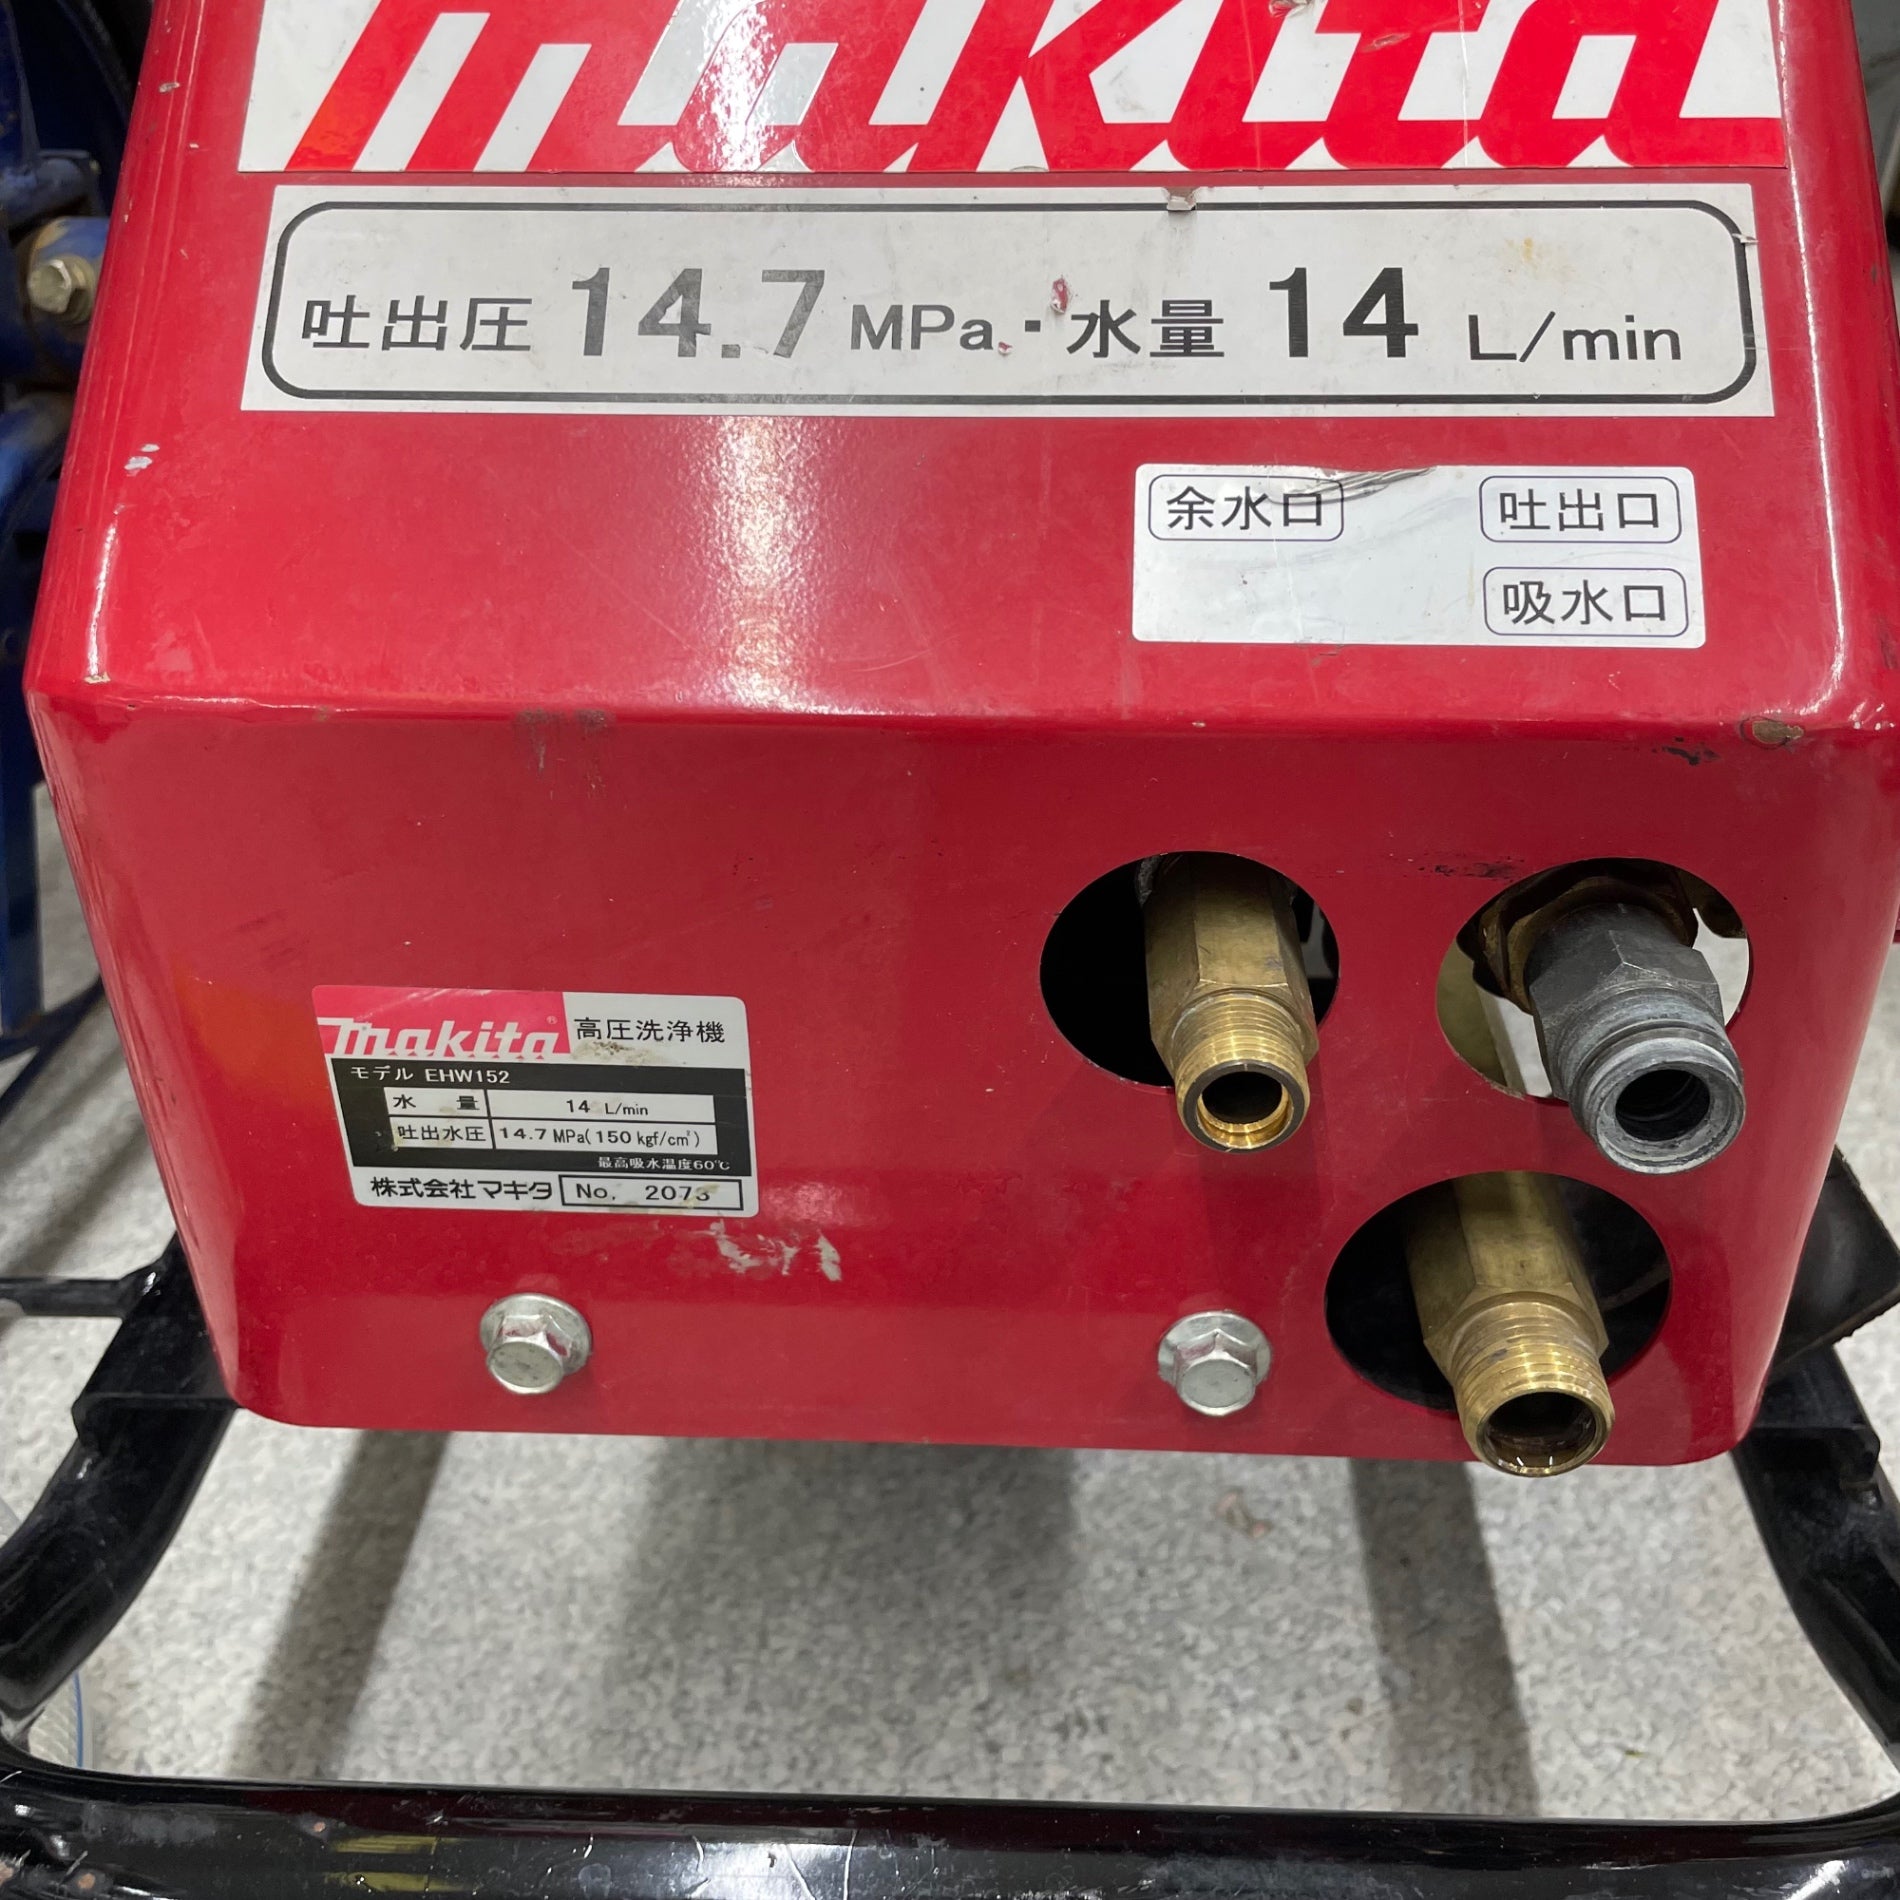 makita
吐出圧 14.7 MPa・水量 14 L/min
余水口 吐出口
吸水口
makita® 高圧洗浄機
モデル EHW152
水 量 14 L/min
吐出水圧 14.7 MPa(150 kgf/c㎡)
最高吸水温度60℃
株式会社マキタ No. 2073